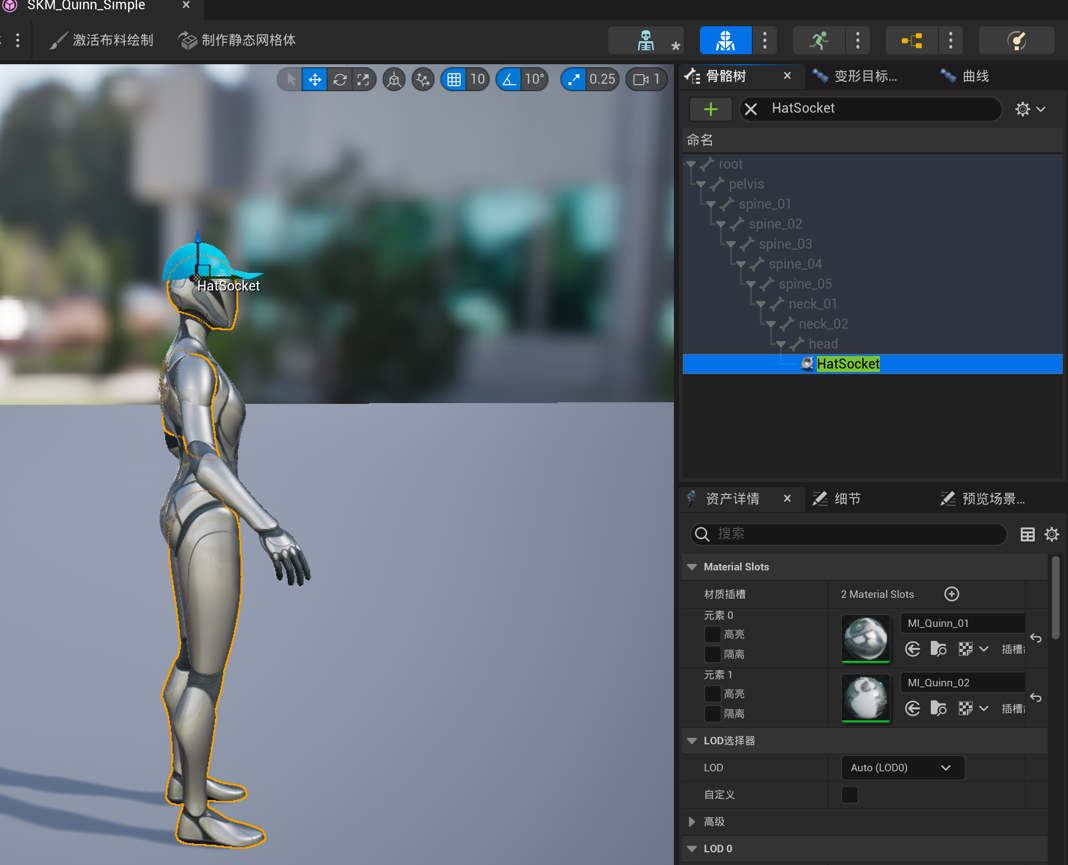 SKM_Quinn_Simple
激活布料绘制
制作静态网格体
10
10°
0.25
1
骨骼树
变形目标...
曲线
HatSocket
命名
root
pelvis
spine_01
spine_02
spine_03
spine_04
spine_05
neck_01
neck_02
head
HatSocket
HatSocket
资产详情
细节
预览场景...
搜索
Material Slots
材质插槽
2 Material Slots
元素 0
高亮
隔离
MI_Quinn_01
插槽
元素 1
高亮
隔离
MI_Quinn_02
插槽
LOD选择器
LOD
Auto (LOD0)
自定义
高级
LOD 0